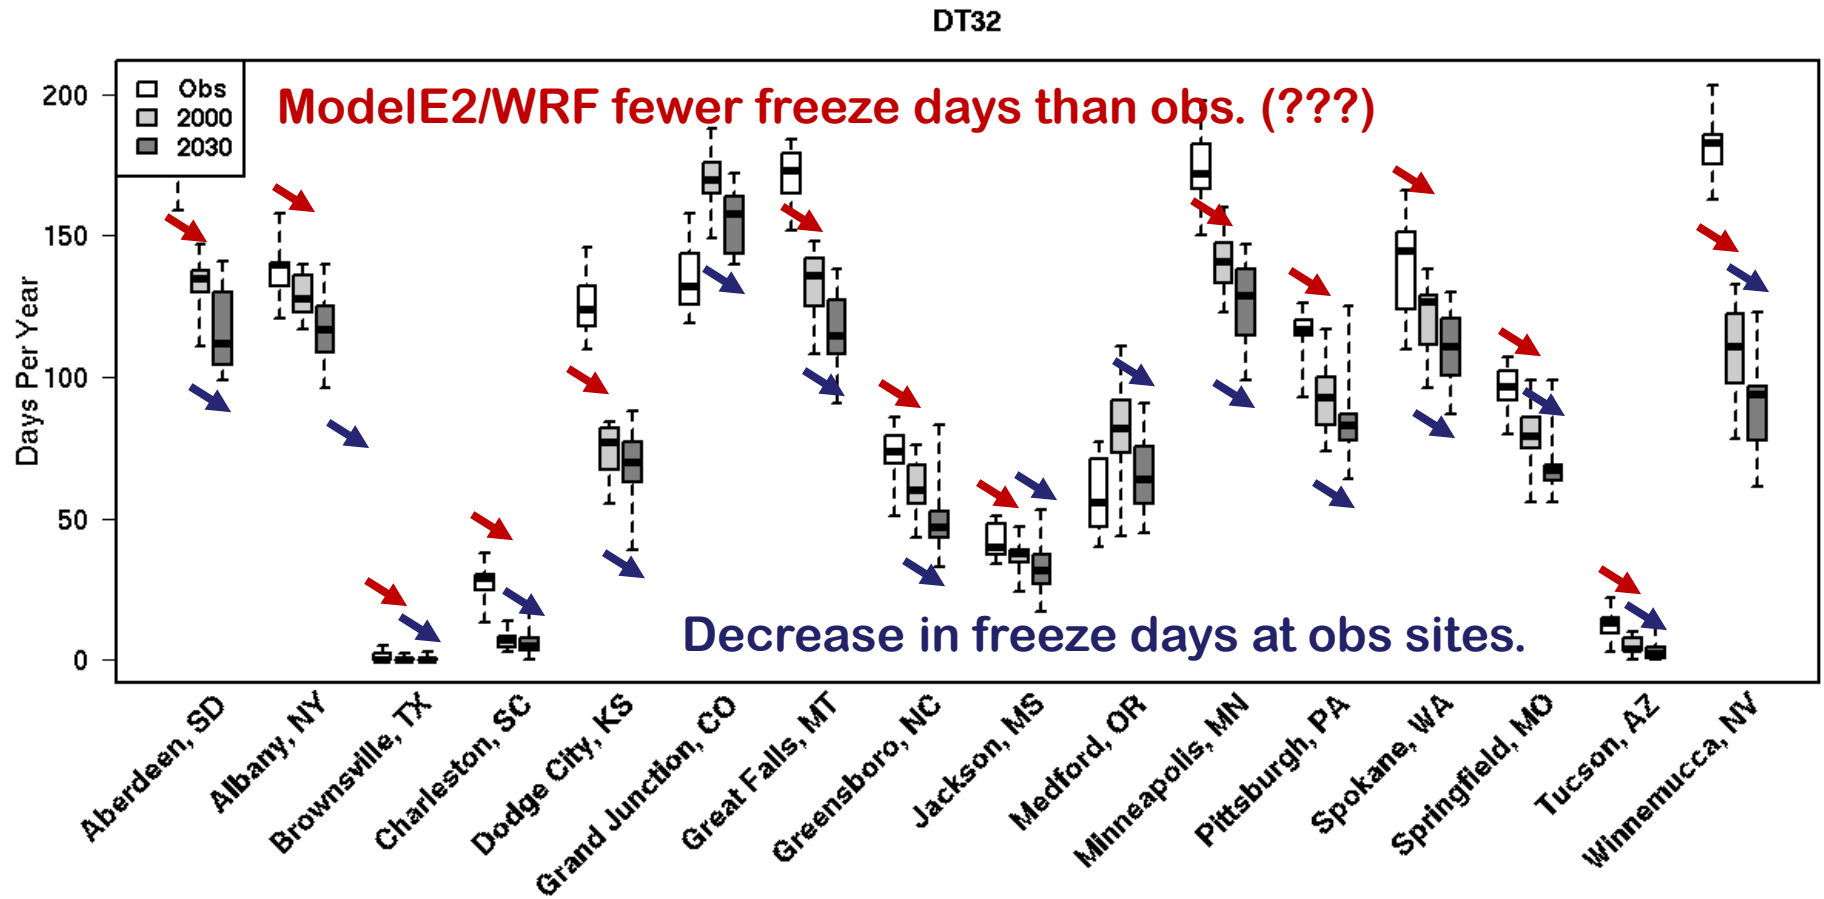 DT32
Obs
2000
2030
ModelE2/WRF fewer freeze days than obs. (???)
Days Per Year
200
150
100
50
0
Decrease in freeze days at obs sites.
Aberdeen, SD
Albany, NY
Brownsville, TX
Charleston, SC
Dodge City, KS
Grand Junction, CO
Great Falls, MT
Greensboro, NC
Jackson, MS
Medford, OR
Minneapolis, MN
Pittsburgh, PA
Spokane, WA
Springfield, MO
Tucson, AZ
Winnemucca, NV